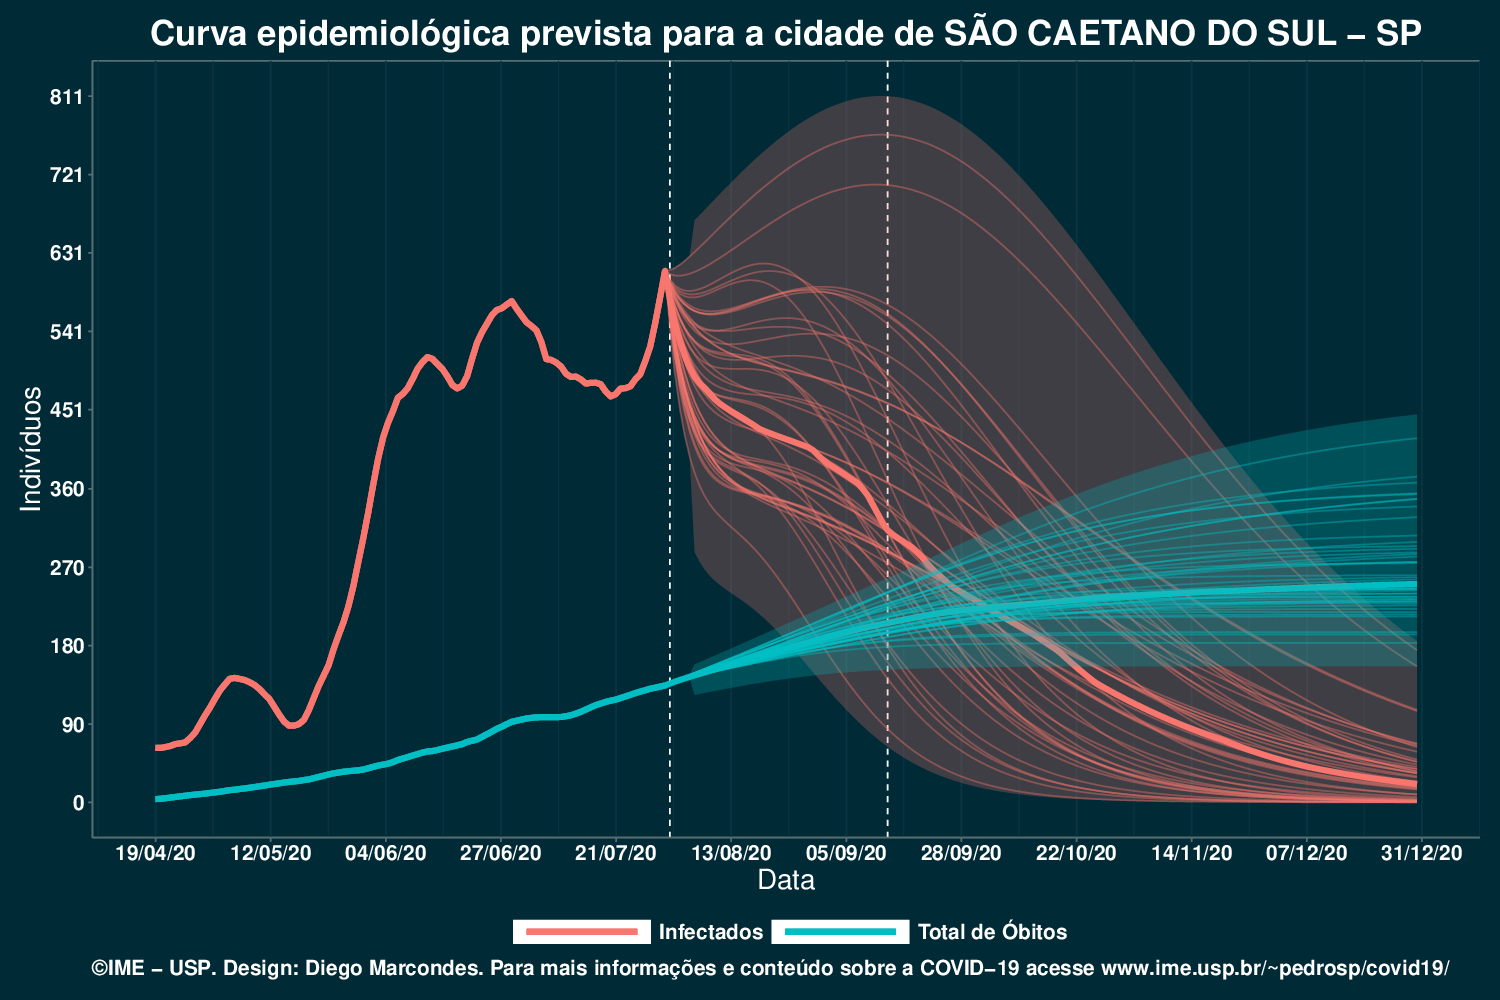 Curva epidemiológica prevista para a cidade de SÃO CAETANO DO SUL – SP
811
721
631
541
451
360
270
180
90
0
Indivíduos
19/04/20 12/05/20 04/06/20 27/06/20 21/07/20 13/08/20 05/09/20 28/09/20 22/10/20 14/11/20 07/12/20 31/12/20
Data
Infectados Total de Óbitos
©IME – USP. Design: Diego Marcondes. Para mais informações e conteúdo sobre a COVID–19 acesse www.ime.usp.br/~pedrosp/covid19/